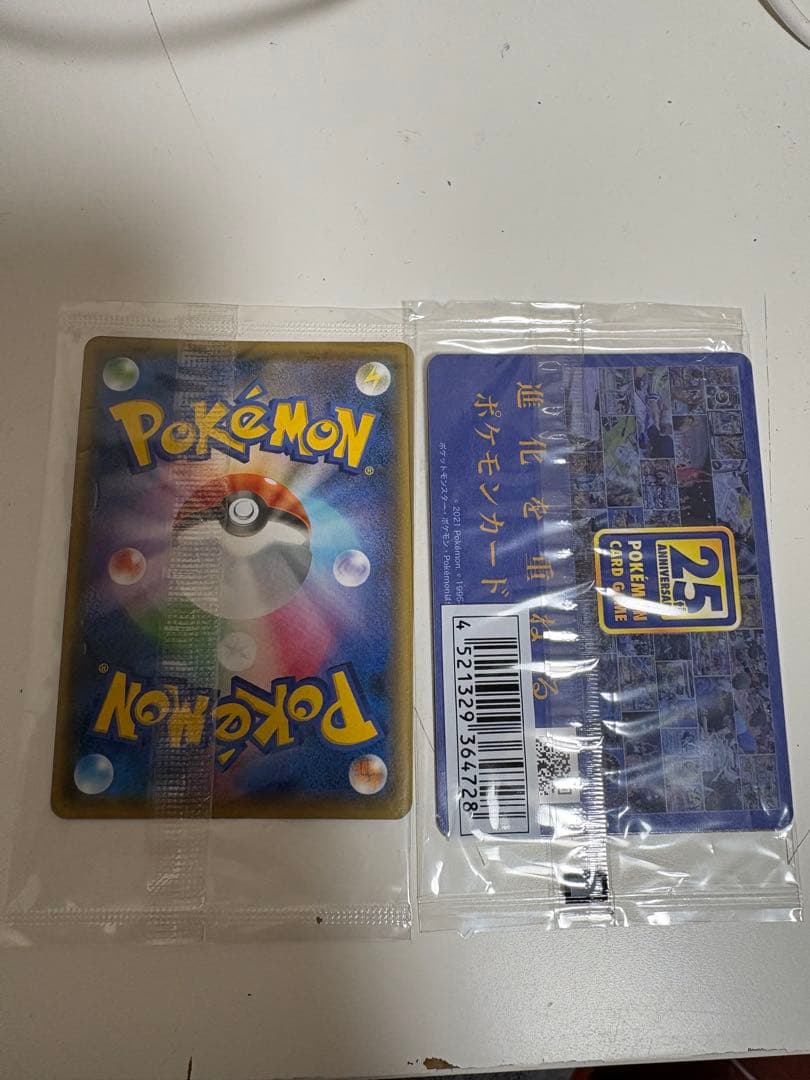 POKéMON
®
POKéMON
®
進化を重ねる
ポケモンカード
© 2021 Pokémon. © 1995
ポケットモンスター・ポケモン・Pokémonは
25
ANNIVERSARY
POKÉMON
CARD GAME
4 521329 364728